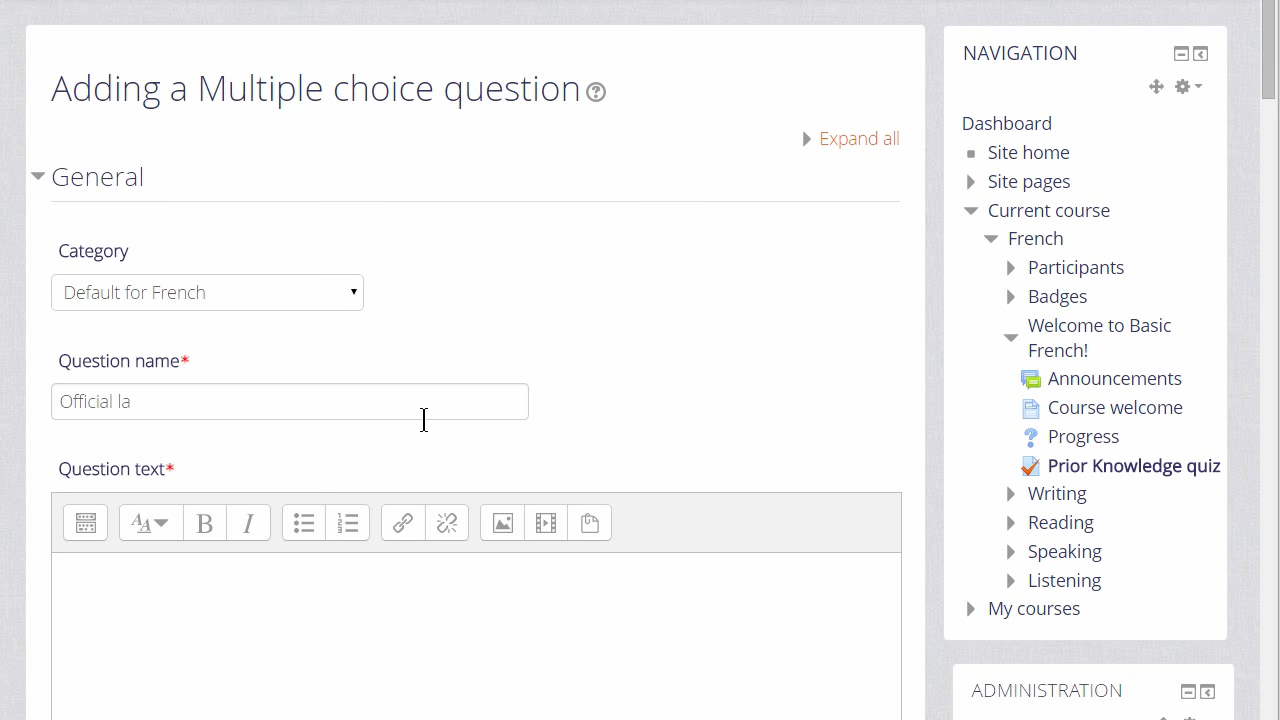 Adding a Multiple choice question
Expand all
General
Category
Default for French
Question name*
Official la
Question text*
NAVIGATION
Dashboard
Site home
Site pages
Current course
French
Participants
Badges
Welcome to Basic
French!
Announcements
Course welcome
Progress
Prior Knowledge quiz
Writing
Reading
Speaking
Listening
My courses
ADMINISTRATION